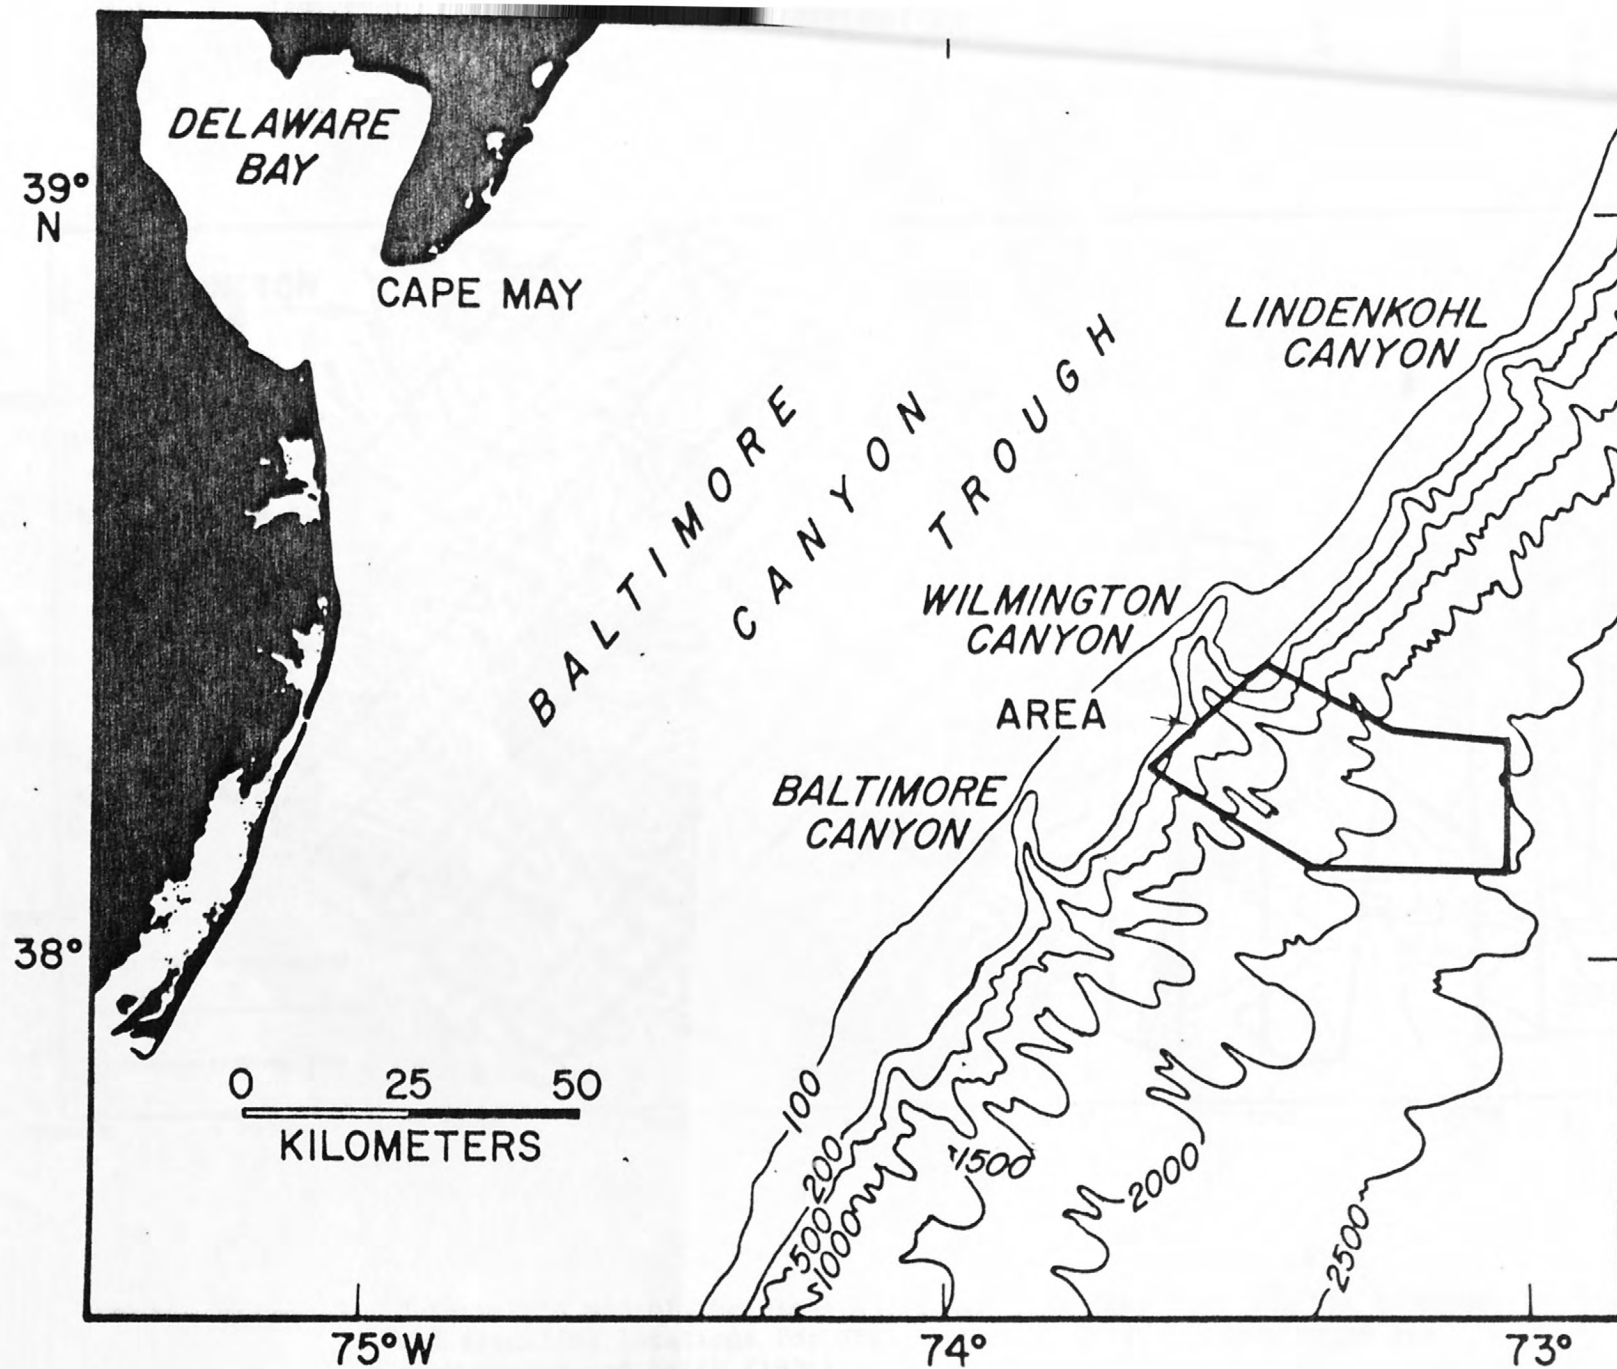 DELAWARE
BAY
39°
N
CAPE MAY
LINDENKOHL
CANYON
BALTIMORE
CANYON
TROUGH
WILMINGTON
CANYON
AREA
BALTIMORE
CANYON
38°
0 25 50
KILOMETERS
100
200
500
1000
1500
2000
2500
75°W
74°
73°